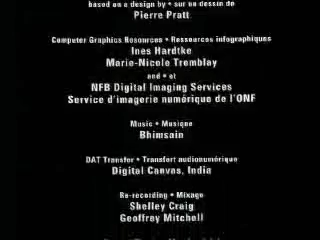 based on a design by • sur un dessin de
Pierre Pratt
Computer Graphics Resources • Ressources infographiques
Ines Hardtke
Marie-Nicole Tremblay
and • et
NFB Digital Imaging Services
Service d'imagerie numérique de l'ONF
Music • Musique
Bhimsain
DAT Transfer • Transfert audionumérique
Digital Canvas, India
Re-recording • Mixage
Shelley Craig
Geoffrey Mitchell